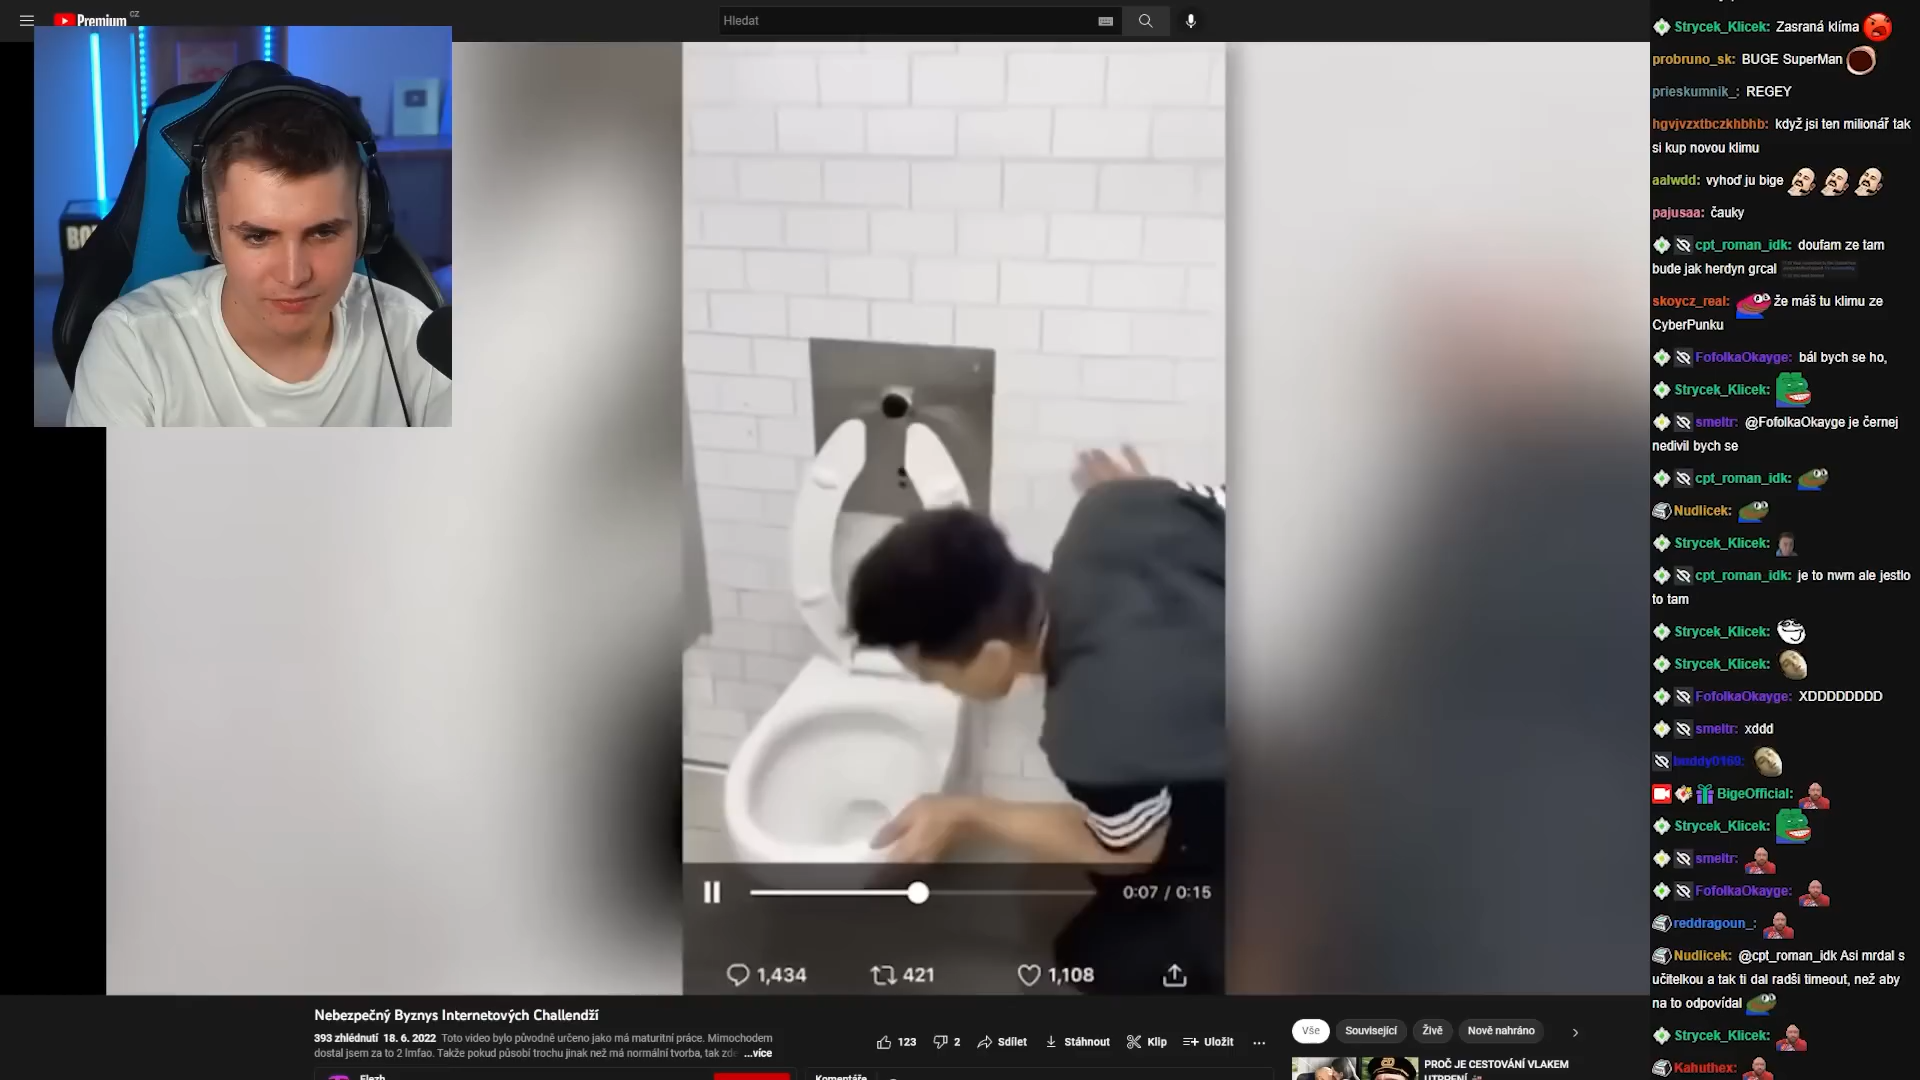 Premium CZ
Hledat
BO
0:07 / 0:15
1,434
421
1,108
Nebezpečný Byznys Internetových Challendží
393 zhlédnutí 18. 6. 2022 Toto video bylo původně určeno jako má maturitní práce. Mimochodem
dostal jsem za to 2 lmfao. Takže pokud působí trochu jinak než má normální tvorba, tak zde ...více
123
2
Sdílet
Stáhnout
Klip
Uložit
Flezh
Komentáře
Vše
Související
Živě
Nově nahráno
PROČ JE CESTOVÁNÍ VLAKEM
UTRPENÍ
Strycek_Klicek: Zasraná klíma
probruno_sk: BUGE SuperMan
prieskumnik_: REGEY
hgvjvzxtbczkhbhb: když jsi ten milionář tak
si kup novou klimu
aalwdd: vyhoď ju bige
pajusaa: čauky
cpt_roman_idk: doufam ze tam
bude jak herdyn grcal
skoycz_real: že máš tu klimu ze
CyberPunku
FofolkaOkayge: bál bych se ho,
Strycek_Klicek:
smeltr: @FofolkaOkayge je černej
nedivil bych se
cpt_roman_idk:
Nudlicek:
Strycek_Klicek:
cpt_roman_idk: je to nwm ale jestlo
to tam
Strycek_Klicek:
Strycek_Klicek:
FofolkaOkayge: XDDDDDDDD
smeltr: xddd
buddy0169:
BigeOfficial:
Strycek_Klicek:
smeltr:
FofolkaOkayge:
reddragoun_:
Nudlicek: @cpt_roman_idk Asi mrdal s
učitelkou a tak ti dal radši timeout, než aby
na to odpovídal
Strycek_Klicek:
Kahuthex: